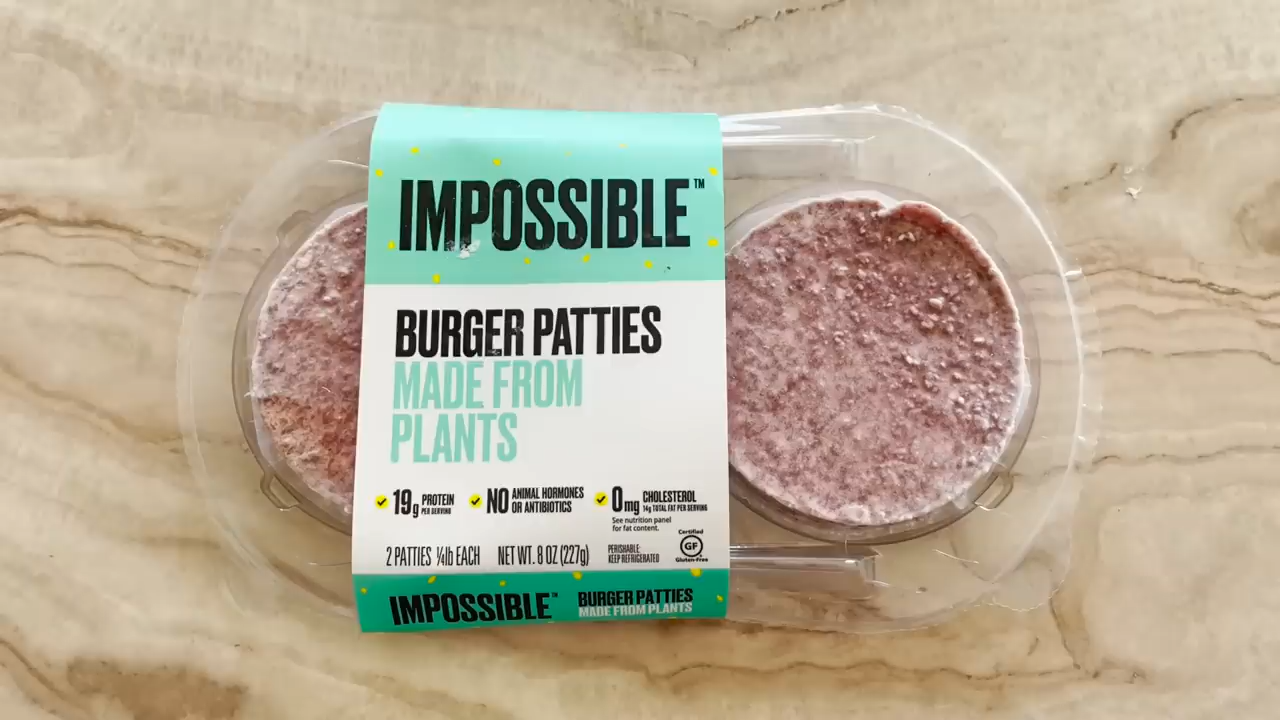 IMPOSSIBLE™
BURGER PATTIES
MADE FROM
PLANTS
19g PROTEIN PER SERVING
NO ANIMAL HORMONES OR ANTIBIOTICS
0mg CHOLESTEROL
14g TOTAL FAT PER SERVING
See nutrition panel
for fat content.
2 PATTIES ¼lb EACH NET WT. 8 OZ (227g)
PERISHABLE:
KEEP REFRIGERATED
Certified
GF
Gluten-Free
IMPOSSIBLE™
BURGER PATTIES
MADE FROM PLANTS